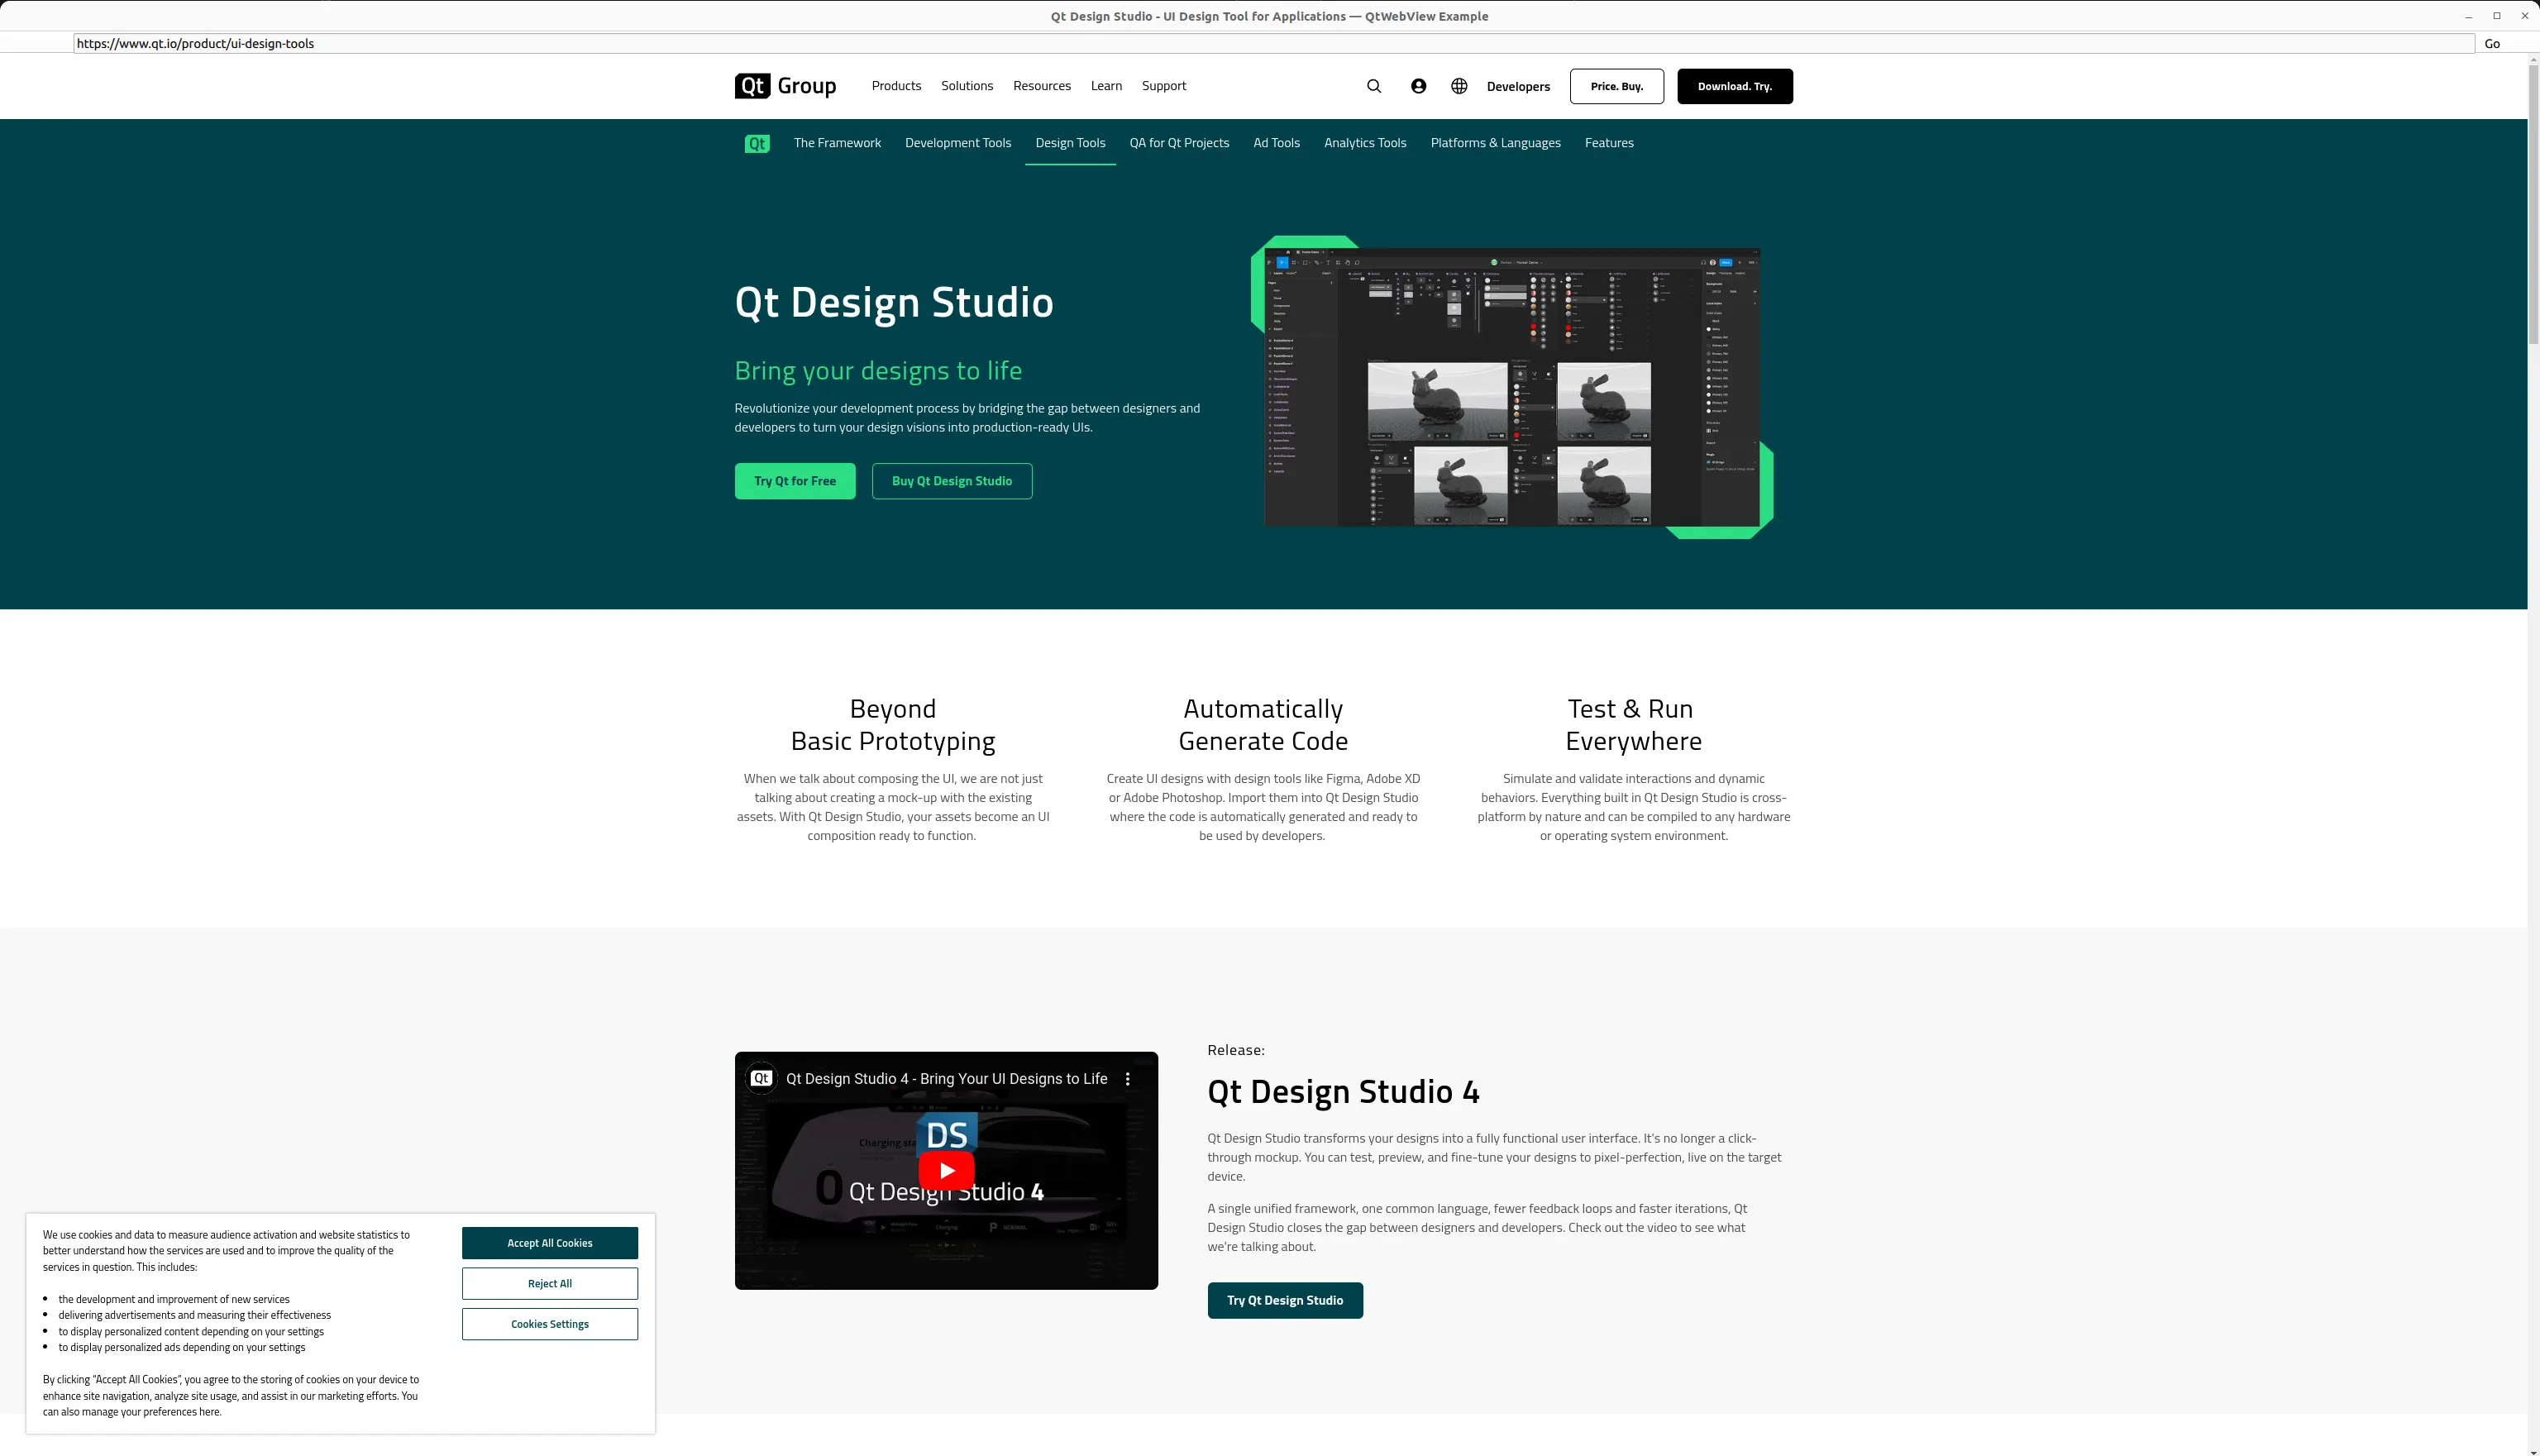 Qt Design Studio - UI Design Tool for Applications — QtWebView Example
https://www.qt.io/product/ui-design-tools
Go
Qt Group
Products Solutions Resources Learn Support
Developers
Price. Buy.
Download. Try.
Qt
The Framework Development Tools Design Tools QA for Qt Projects Ad Tools Analytics Tools Platforms & Languages Features
Qt Design Studio
Bring your designs to life
Revolutionize your development process by bridging the gap between designers and
developers to turn your design visions into production-ready UIs.
Try Qt for Free
Buy Qt Design Studio
Beyond
Basic Prototyping
When we talk about composing the UI, we are not just
talking about creating a mock-up with the existing
assets. With Qt Design Studio, your assets become an UI
composition ready to function.
Automatically
Generate Code
Create UI designs with design tools like Figma, Adobe XD
or Adobe Photoshop. Import them into Qt Design Studio
where the code is automatically generated and ready to
be used by developers.
Test & Run
Everywhere
Simulate and validate interactions and dynamic
behaviors. Everything built in Qt Design Studio is cross-
platform by nature and can be compiled to any hardware
or operating system environment.
Qt
Qt Design Studio 4 - Bring Your UI Designs to Life
DS
Charging
0
Qt Design Studio 4
Charging
P
Release:
Qt Design Studio 4
Qt Design Studio transforms your designs into a fully functional user interface. It's no longer a click-
through mockup. You can test, preview, and fine-tune your designs to pixel-perfection, live on the target
device.
A single unified framework, one common language, fewer feedback loops and faster iterations, Qt
Design Studio closes the gap between designers and developers. Check out the video to see what
we're talking about.
Try Qt Design Studio
We use cookies and data to measure audience activation and website statistics to
better understand how the services are used and to improve the quality of the
services in question. This includes:
• the development and improvement of new services
• delivering advertisements and measuring their effectiveness
• to display personalized content depending on your settings
• to display personalized ads depending on your settings
By clicking “Accept All Cookies”, you agree to the storing of cookies on your device to
enhance site navigation, analyze site usage, and assist in our marketing efforts. You
can also manage your preferences here.
Accept All Cookies
Reject All
Cookies Settings